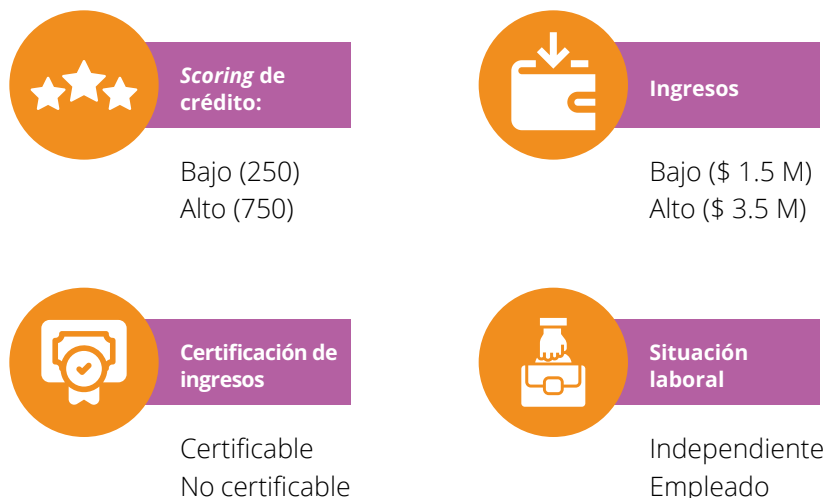 Scoring de
crédito:
Bajo (250)
Alto (750)
Ingresos
Bajo ($ 1.5 M)
Alto ($ 3.5 M)
Certificación de
ingresos
Certificable
No certificable
Situación
laboral
Independiente
Empleado